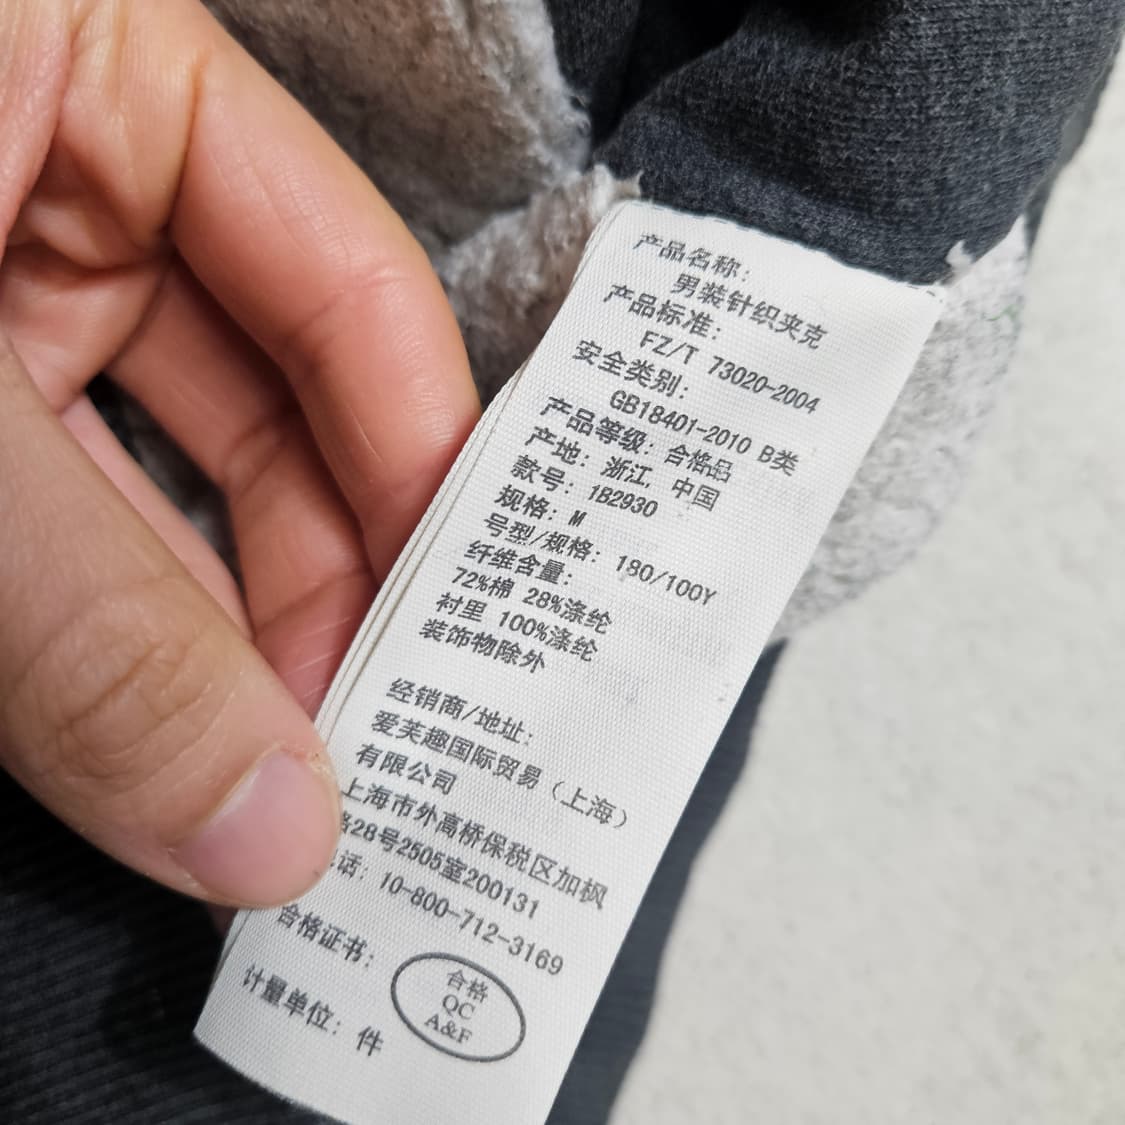 产品名称:
男装针织夹克
产品标准:
FZ/T 73020-2004
安全类别:
GB18401-2010 B类
产品等级: 合格品
产地: 浙江, 中国
款号: 1B2930
规格: M
号型/规格: 180/100Y
纤维含量:
72%棉 28%涤纶
衬里 100%涤纶
装饰物除外
经销商/地址:
爱芙趣国际贸易（上海）
有限公司
上海市外高桥保税区加枫
路28号2505室200131
话: 10-800-712-3169
合格证书:
合格
QC
A&F
计量单位: 件